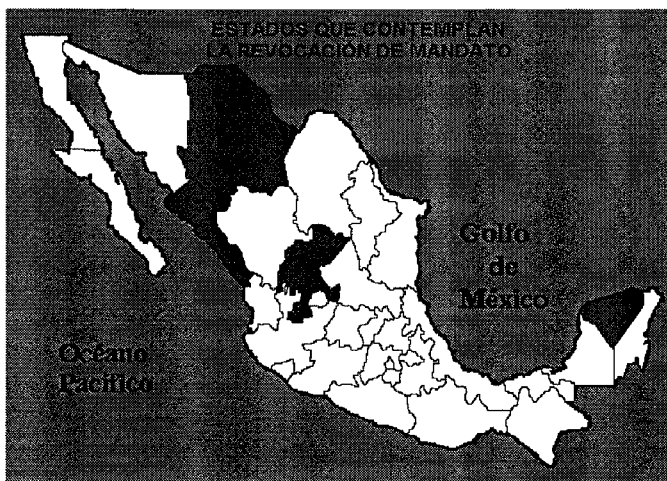 ESTADOS QUE CONTEMPLAN
LA REVOCACIÓN DE MANDATO
Golfo
de
México
Océano
Pacífico